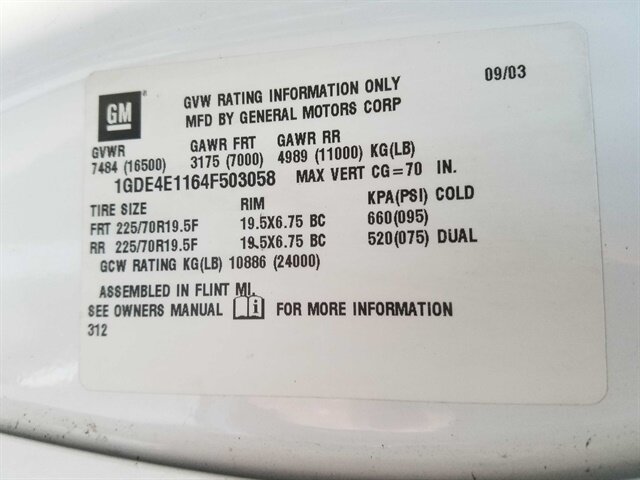 GM
GVW RATING INFORMATION ONLY 09/03
MFD BY GENERAL MOTORS CORP
GVWR GAWR FRT GAWR RR
7484 (16500) 3175 (7000) 4989 (11000) KG(LB)
1GDE4E1164F503058 MAX VERT CG=70 IN.
TIRE SIZE RIM KPA(PSI) COLD
FRT 225/70R19.5F 19.5X6.75 BC 660(095)
RR 225/70R19.5F 19.5X6.75 BC 520(075) DUAL
GCW RATING KG(LB) 10886 (24000)
ASSEMBLED IN FLINT MI.
SEE OWNERS MANUAL i FOR MORE INFORMATION
312